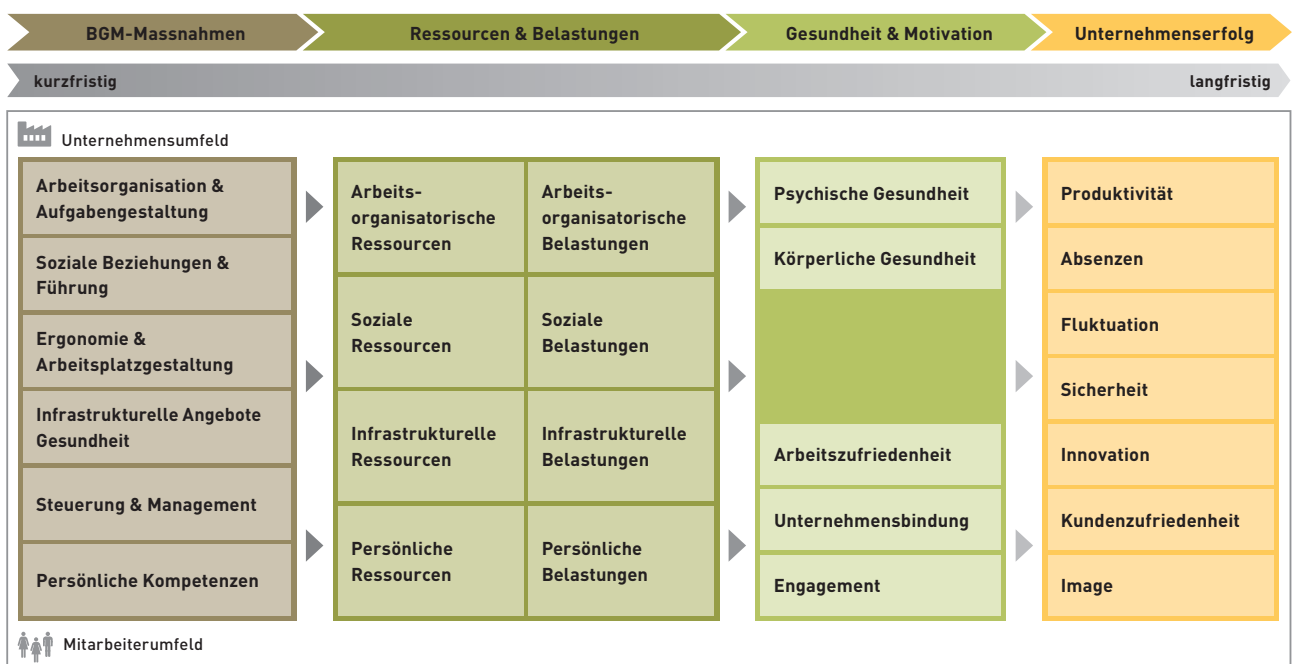 BGM-Massnahmen
Ressourcen & Belastungen
Gesundheit & Motivation
Unternehmenserfolg
kurzfristig
langfristig
Unternehmensumfeld
Arbeitsorganisation &
Aufgabengestaltung
Soziale Beziehungen &
Führung
Ergonomie &
Arbeitsplatzgestaltung
Infrastrukturelle Angebote
Gesundheit
Steuerung & Management
Persönliche Kompetenzen
Arbeits-
organisatorische
Ressourcen
Arbeits-
organisatorische
Belastungen
Soziale
Ressourcen
Soziale
Belastungen
Infrastrukturelle
Ressourcen
Infrastrukturelle
Belastungen
Persönliche
Ressourcen
Persönliche
Belastungen
Psychische Gesundheit
Körperliche Gesundheit
Arbeitszufriedenheit
Unternehmensbindung
Engagement
Produktivität
Absenzen
Fluktuation
Sicherheit
Innovation
Kundenzufriedenheit
Image
Mitarbeiterumfeld